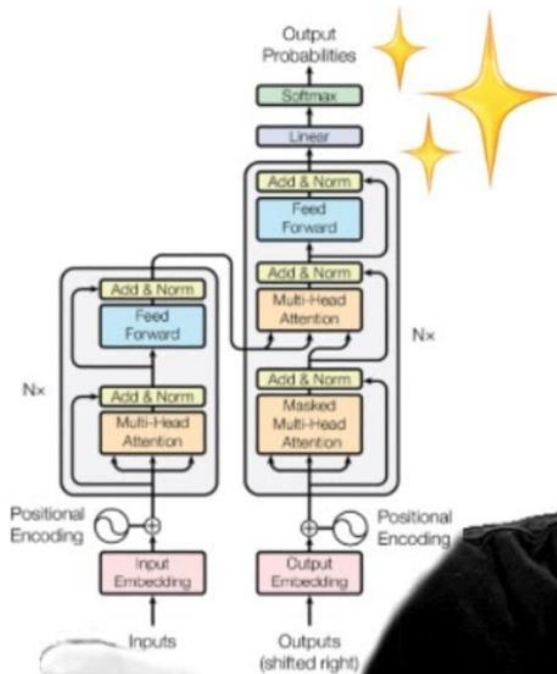 Output
Probabilities
Softmax
Linear
Add & Norm
Feed
Forward
Add & Norm
Multi-Head
Attention
Nx
Add & Norm
Masked
Multi-Head
Attention
Add & Norm
Feed
Forward
Nx
Add & Norm
Multi-Head
Attention
Positional
Encoding
Positional
Encoding
Input
Embedding
Output
Embedding
Inputs
Outputs
(shifted right)